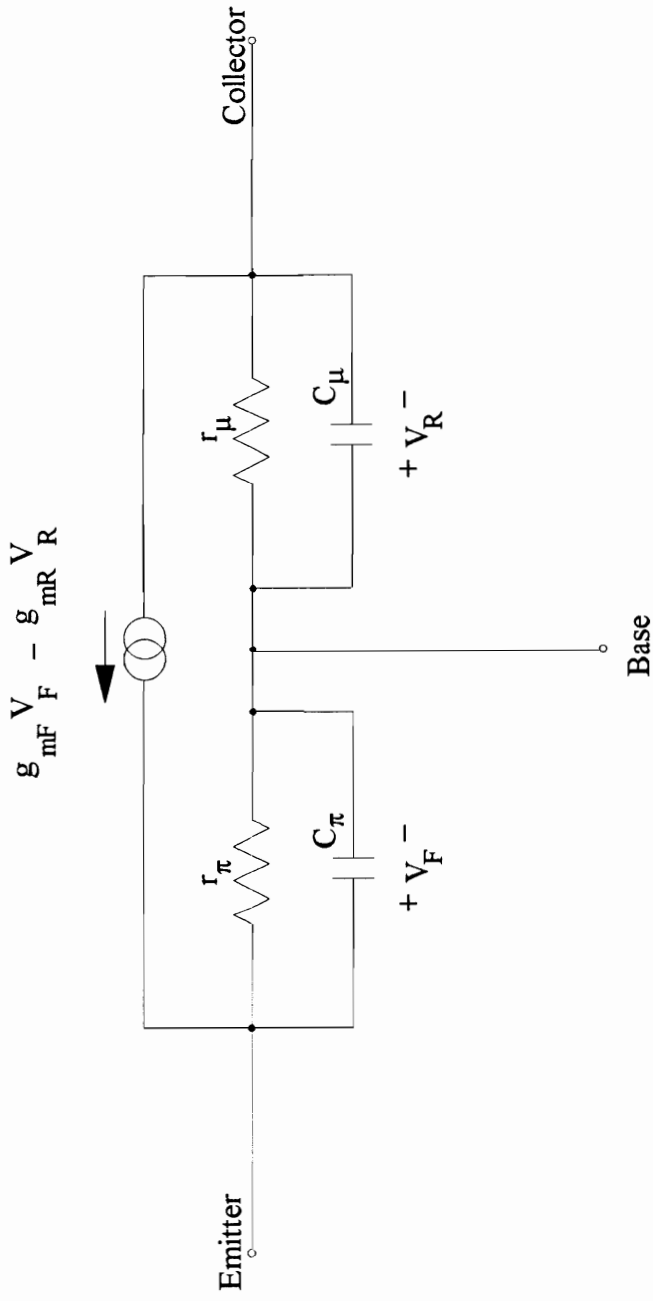 g_mF V_F − g_mR V_R
Emitter
r_π
C_π
+ V_F −
r_μ
C_μ
+ V_R −
Collector
Base